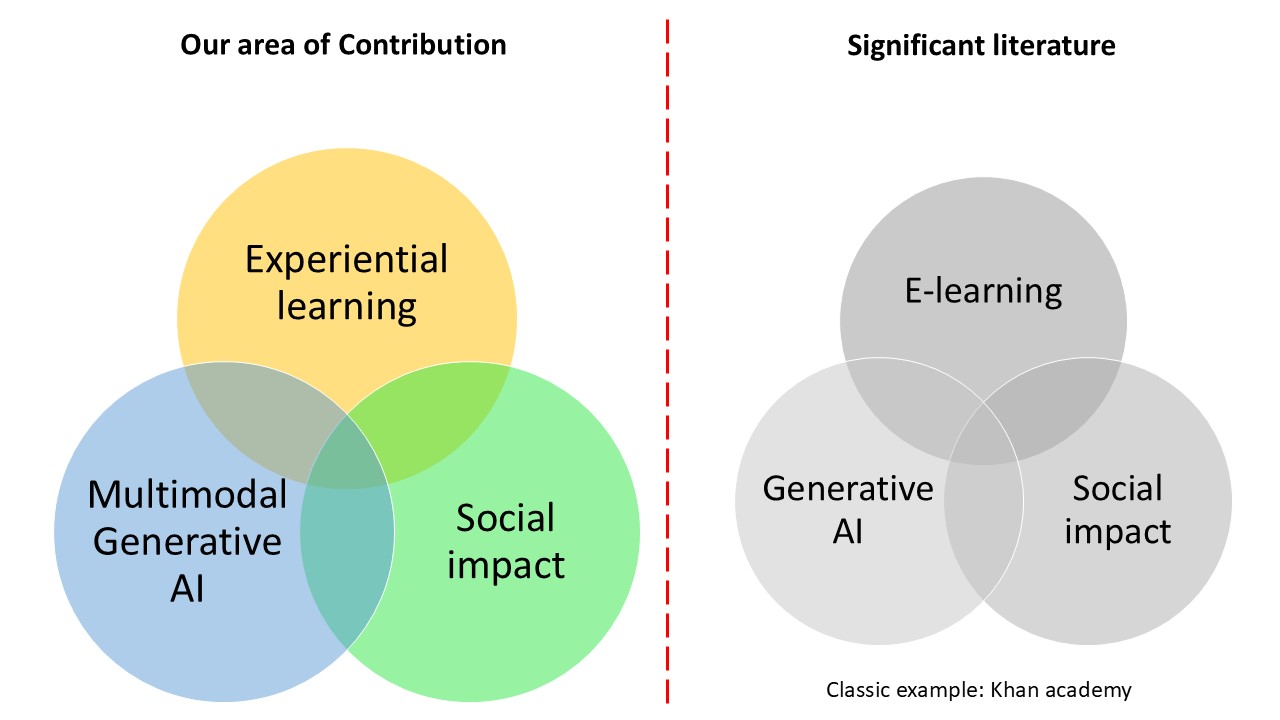 Our area of Contribution
Experiential
learning
Multimodal
Generative
AI
Social
impact
Significant literature
E-learning
Generative
AI
Social
impact
Classic example: Khan academy